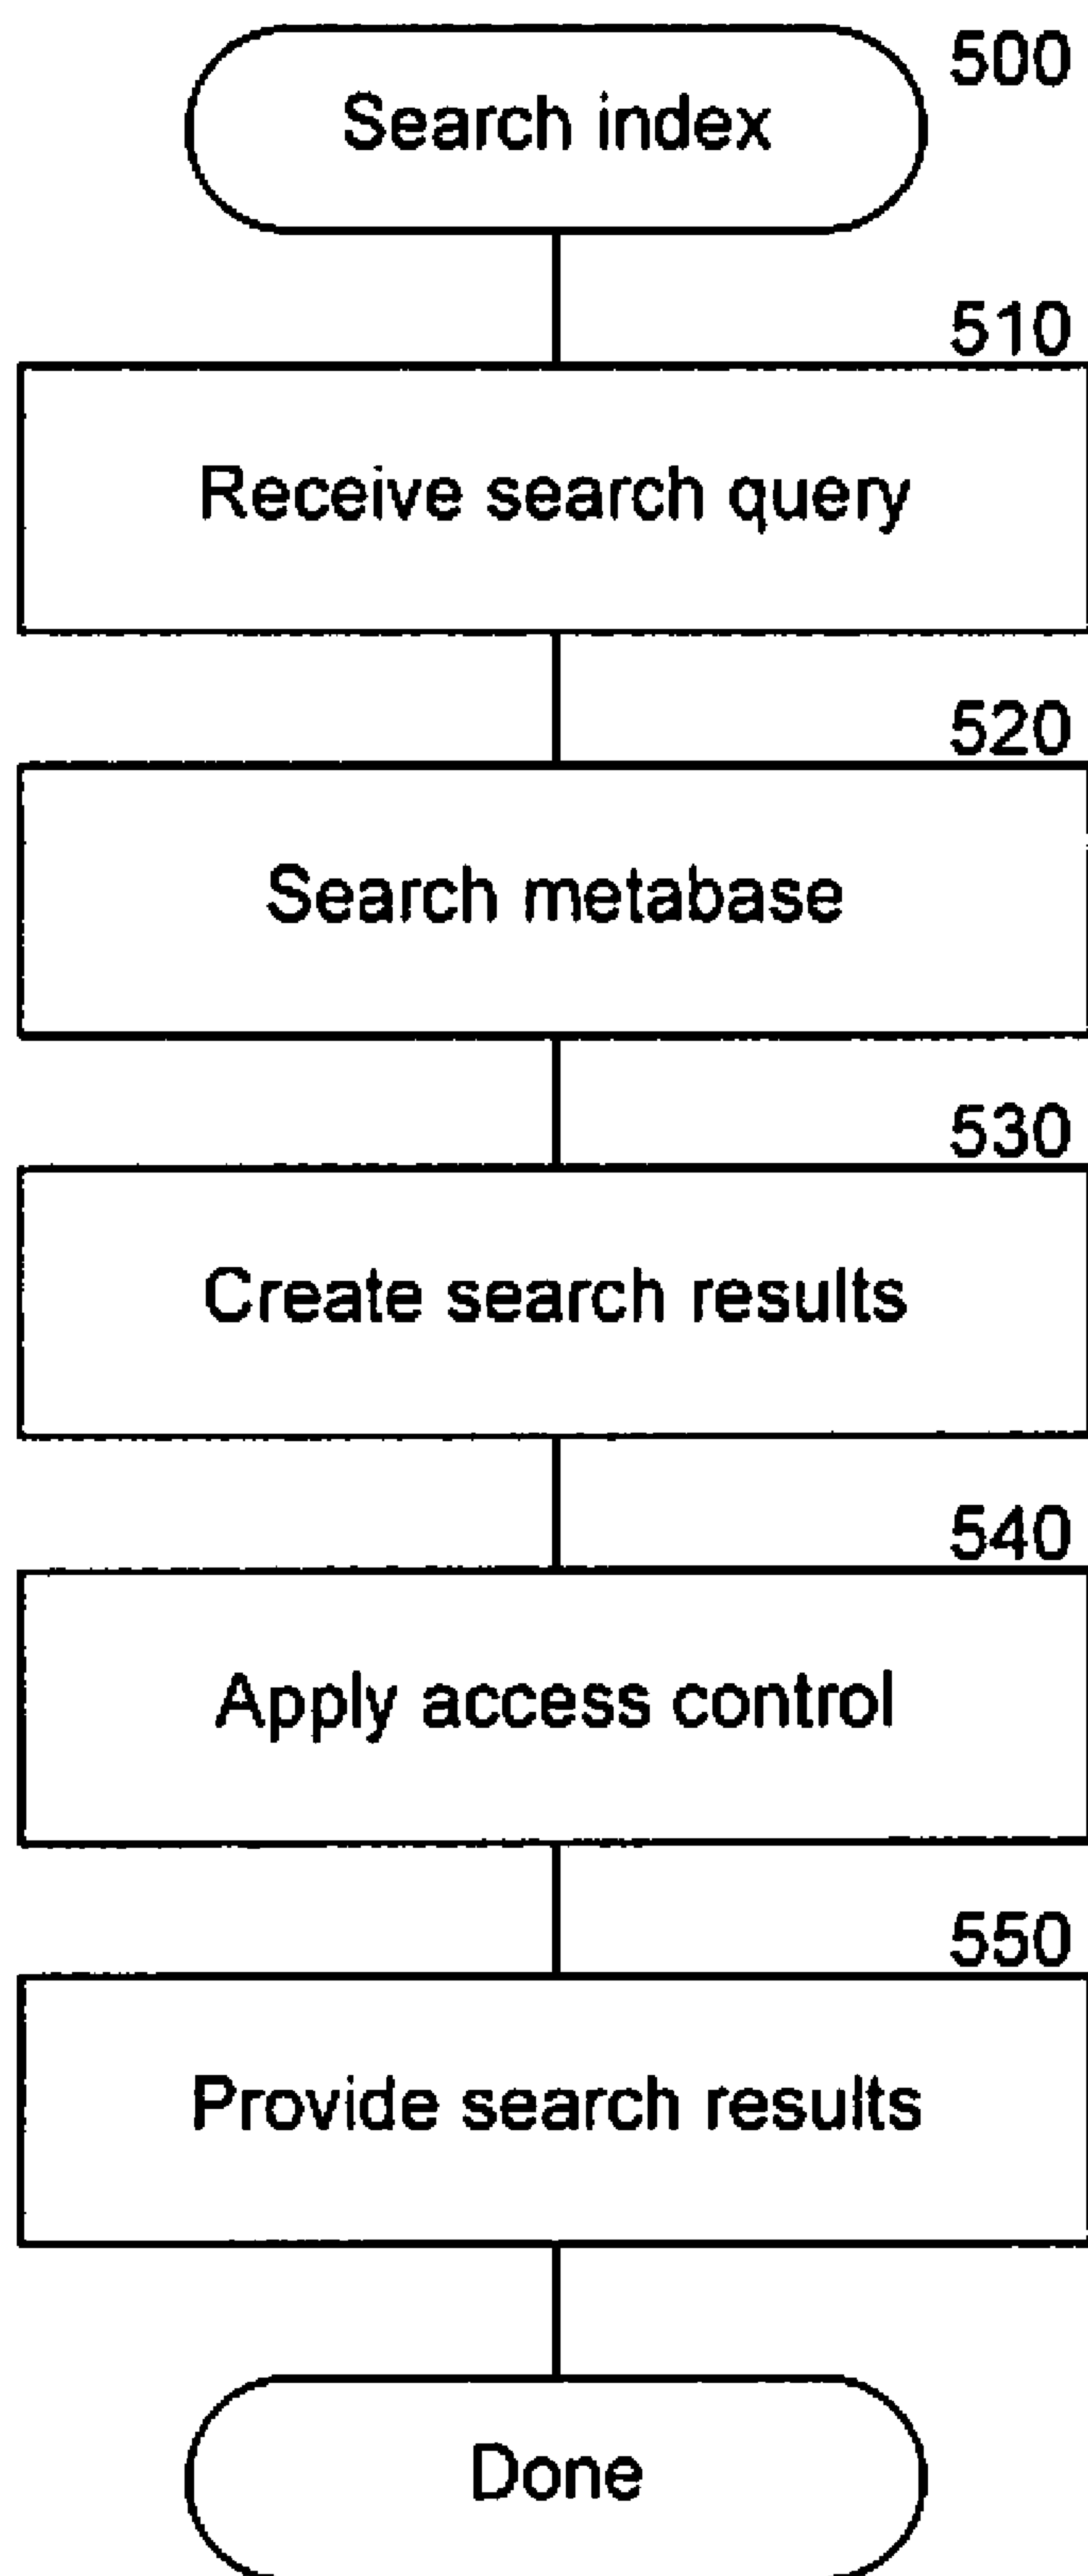 500
Search index
510
Receive search query
520
Search metabase
530
Create search results
540
Apply access control
550
Provide search results
Done